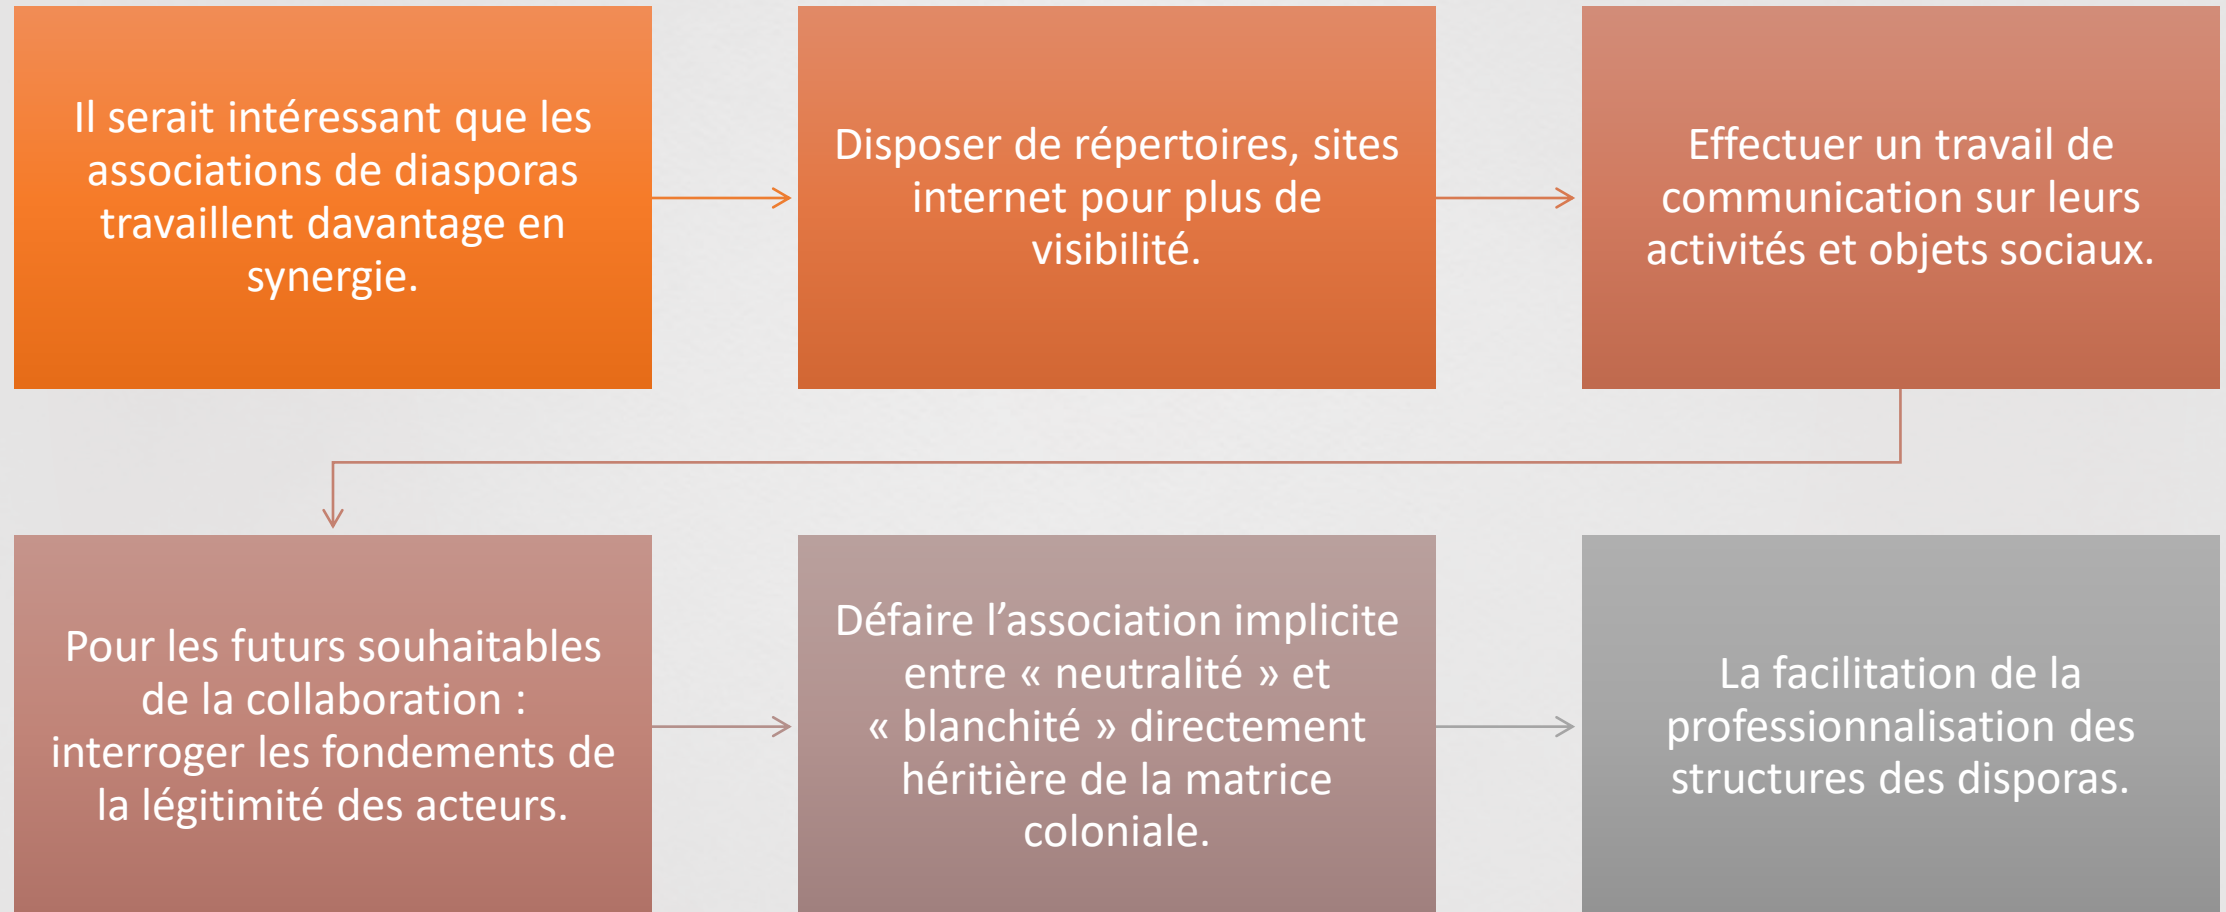 Il serait intéressant que les
associations de diasporas
travaillent davantage en
synergie.
Disposer de répertoires, sites
internet pour plus de
visibilité.
Effectuer un travail de
communication sur leurs
activités et objets sociaux.
Pour les futurs souhaitables
de la collaboration :
interroger les fondements de
la légitimité des acteurs.
Défaire l’association implicite
entre « neutralité » et
« blanchité » directement
héritière de la matrice
coloniale.
La facilitation de la
professionnalisation des
structures des disporas.